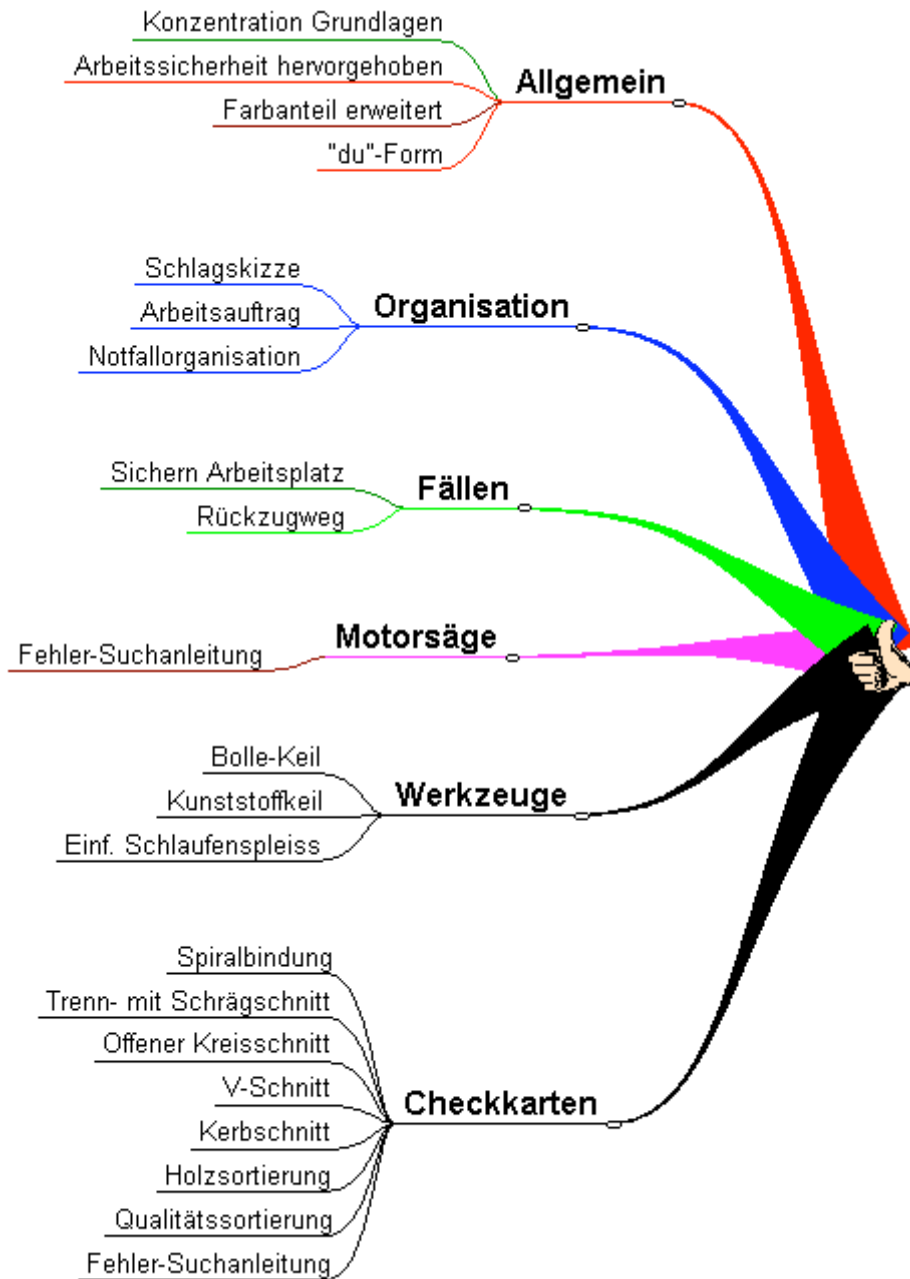 Konzentration Grundlagen
Arbeitssicherheit hervorgehoben
Farbanteil erweitert
"du"-Form
Allgemein
Schlagskizze
Arbeitsauftrag
Notfallorganisation
Organisation
Sichern Arbeitsplatz
Rückzugweg
Fällen
Fehler-Suchanleitung
Motorsäge
Bolle-Keil
Kunststoffkeil
Einf. Schlaufenspleiss
Werkzeuge
Spiralbindung
Trenn- mit Schrägschnitt
Offener Kreisschnitt
V-Schnitt
Kerbschnitt
Holzsortierung
Qualitätssortierung
Fehler-Suchanleitung
Checkkarten